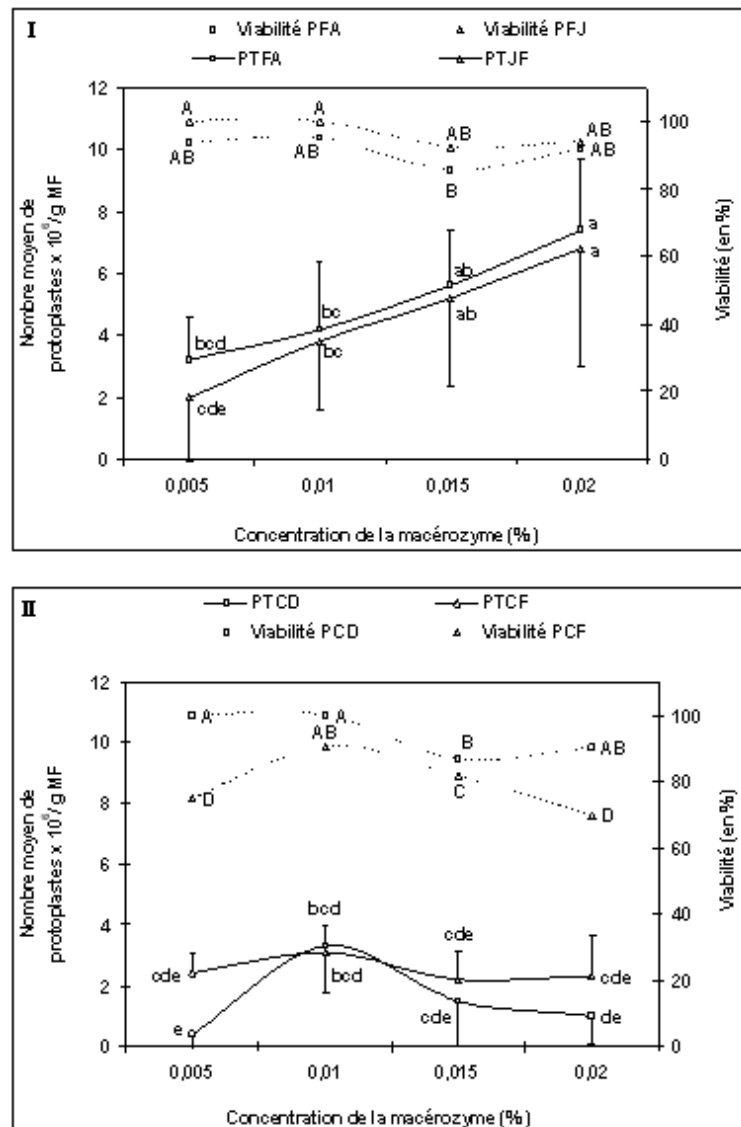 I
Viabilité PFA Viabilité PFJ
PTFA PTJF
12
10
8
6
4
2
0
100
80
60
40
20
0
A A AB AB
AB AB B AB
bcd bc ab a
cde bc ab a
0,005 0,01 0,015 0,02
Nombre moyen de
protoplastes x 10⁶/g MF
Viabilité (en %)
Concentration de la macérozyme (%)
II
PTCD PTCF
Viabilité PCD Viabilité PCF
12
10
8
6
4
2
0
100
80
60
40
20
0
A A B AB
D AB C D
cde bcd cde cde
e bcd cde de
0,005 0,01 0,015 0,02
Nombre moyen de
protoplastes x 10⁶/g MF
Viabilité (en %)
Concentration de la macérozyme (%)